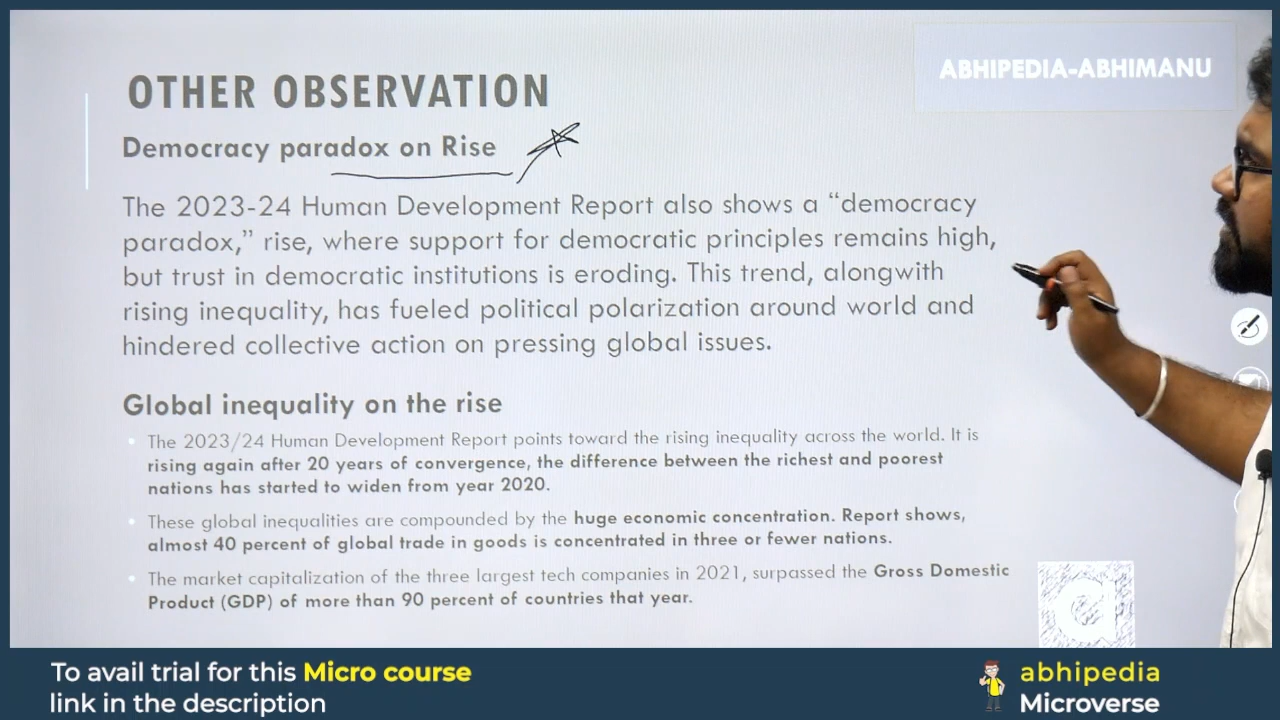 ABHIPEDIA-ABHIMANU
OTHER OBSERVATION
Democracy paradox on Rise
The 2023-24 Human Development Report also shows a “democracy
paradox,” rise, where support for democratic principles remains high,
but trust in democratic institutions is eroding. This trend, alongwith
rising inequality, has fueled political polarization around world and
hindered collective action on pressing global issues.
Global inequality on the rise
• The 2023/24 Human Development Report points toward the rising inequality across the world. It is
rising again after 20 years of convergence, the difference between the richest and poorest
nations has started to widen from year 2020.
• These global inequalities are compounded by the huge economic concentration. Report shows,
almost 40 percent of global trade in goods is concentrated in three or fewer nations.
• The market capitalization of the three largest tech companies in 2021, surpassed the Gross Domestic
Product (GDP) of more than 90 percent of countries that year.
To avail trial for this Micro course
link in the description
abhipedia
Microverse